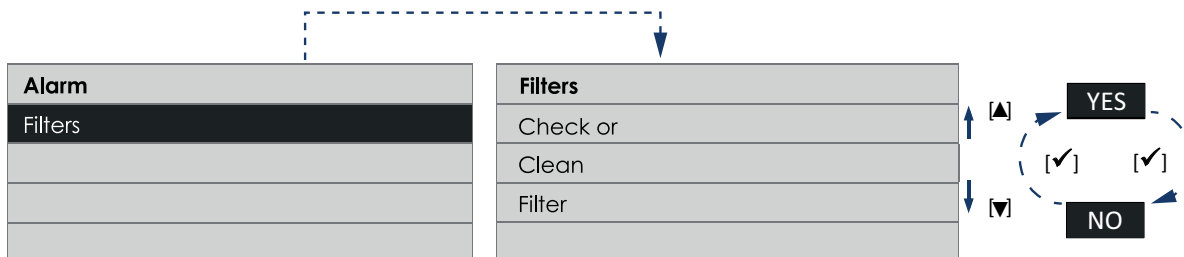 Alarm
Filters
Filters
Check or
Clean
Filter
[▲]
[▼]
YES
[✓] [✓]
NO